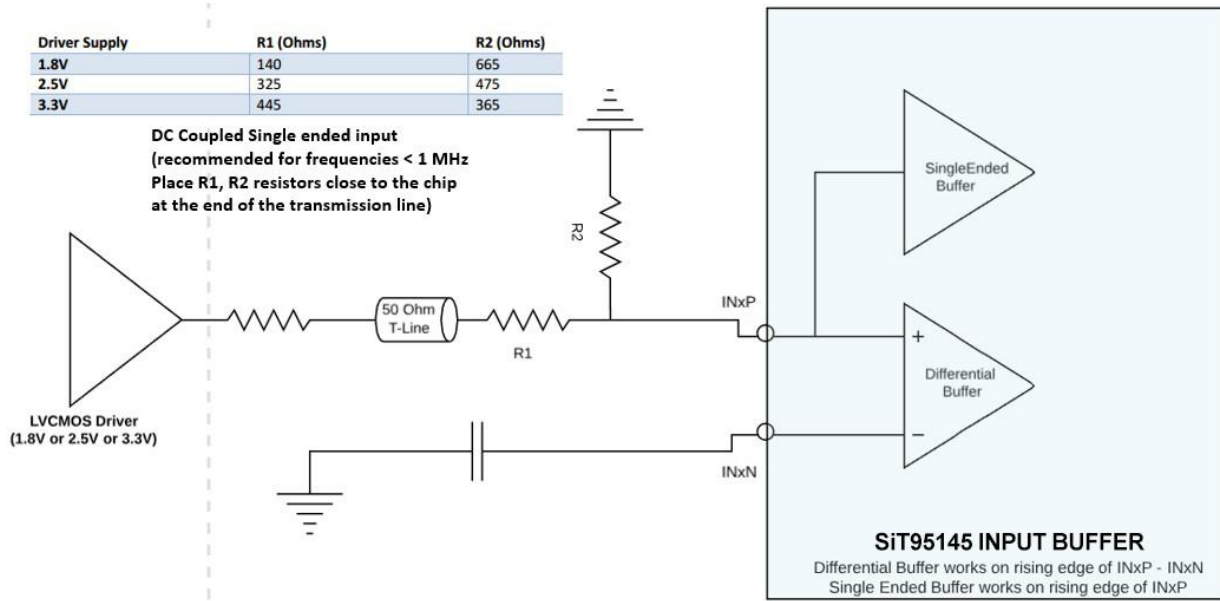 Driver Supply R1 (Ohms) R2 (Ohms)
1.8V 140 665
2.5V 325 475
3.3V 445 365
DC Coupled Single ended input
(recommended for frequencies < 1 MHz
Place R1, R2 resistors close to the chip
at the end of the transmission line)
SingleEnded
Buffer
R2
INxP
50 Ohm
T-Line
R1
+
Differential
Buffer
−
LVCMOS Driver
(1.8V or 2.5V or 3.3V)
INxN
SiT95145 INPUT BUFFER
Differential Buffer works on rising edge of INxP - INxN
Single Ended Buffer works on rising edge of INxP